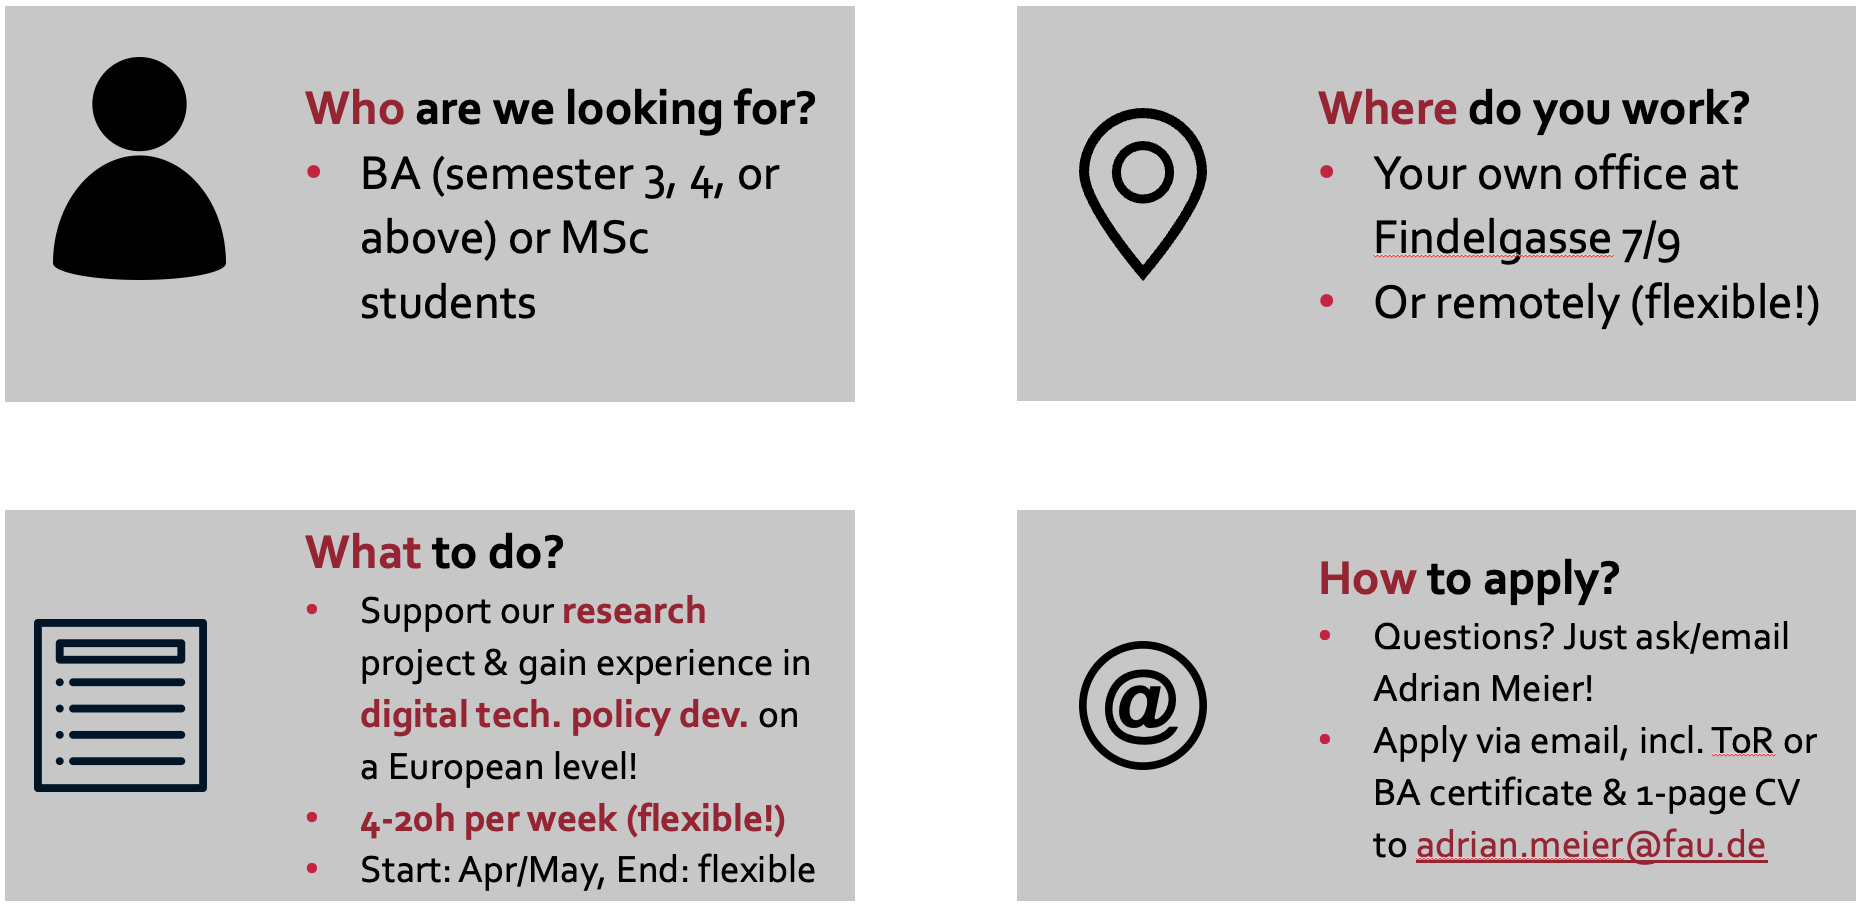 Who are we looking for?
• BA (semester 3, 4, or
above) or MSc
students
Where do you work?
• Your own office at
Findelgasse 7/9
• Or remotely (flexible!)
What to do?
• Support our research
project & gain experience in
digital tech. policy dev. on
a European level!
• 4-20h per week (flexible!)
• Start: Apr/May, End: flexible
How to apply?
• Questions? Just ask/email
Adrian Meier!
• Apply via email, incl. ToR or
BA certificate & 1-page CV
to adrian.meier@fau.de